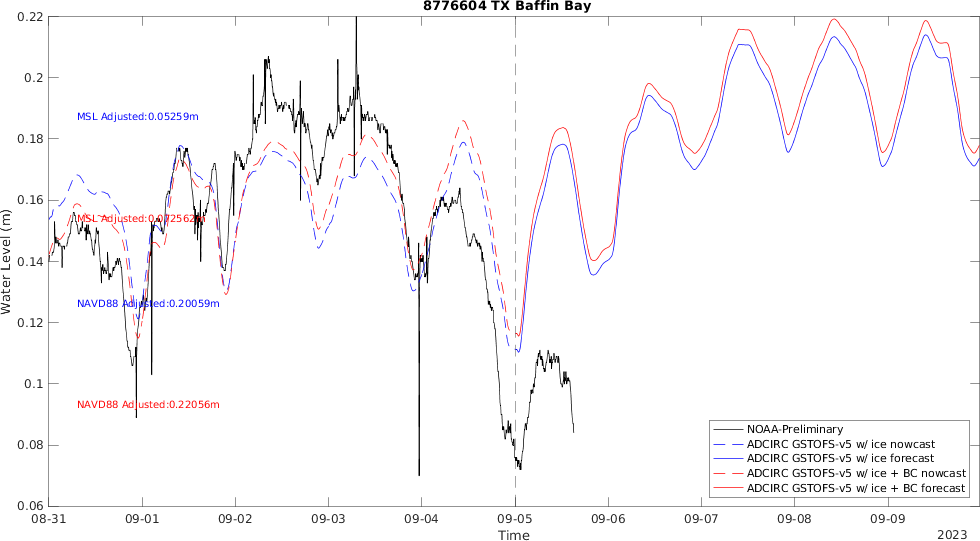 8776604 TX Baffin Bay
0.22
0.2
0.18
0.16
0.14
0.12
0.1
0.08
0.06
Water Level (m)
MSL Adjusted:0.05259m
MSL Adjusted:0.072562m
NAVD88 Adjusted:0.20059m
NAVD88 Adjusted:0.22056m
NOAA-Preliminary
ADCIRC GSTOFS-v5 w/ ice nowcast
ADCIRC GSTOFS-v5 w/ ice forecast
ADCIRC GSTOFS-v5 w/ ice + BC nowcast
ADCIRC GSTOFS-v5 w/ ice + BC forecast
08-31 09-01 09-02 09-03 09-04 09-05 09-06 09-07 09-08 09-09
Time
2023